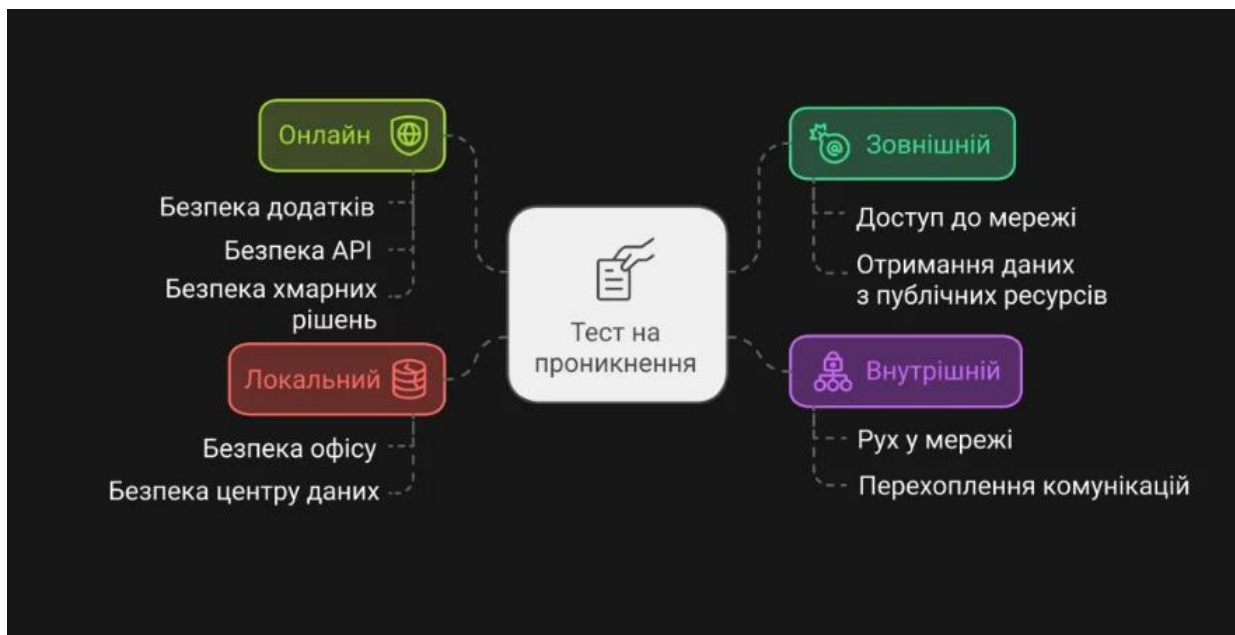 Онлайн
Безпека додатків
Безпека API
Безпека хмарних
рішень
Локальний
Безпека офісу
Безпека центру даних
Тест на
проникнення
Зовнішній
Доступ до мережі
Отримання даних
з публічних ресурсів
Внутрішній
Рух у мережі
Перехоплення комунікацій